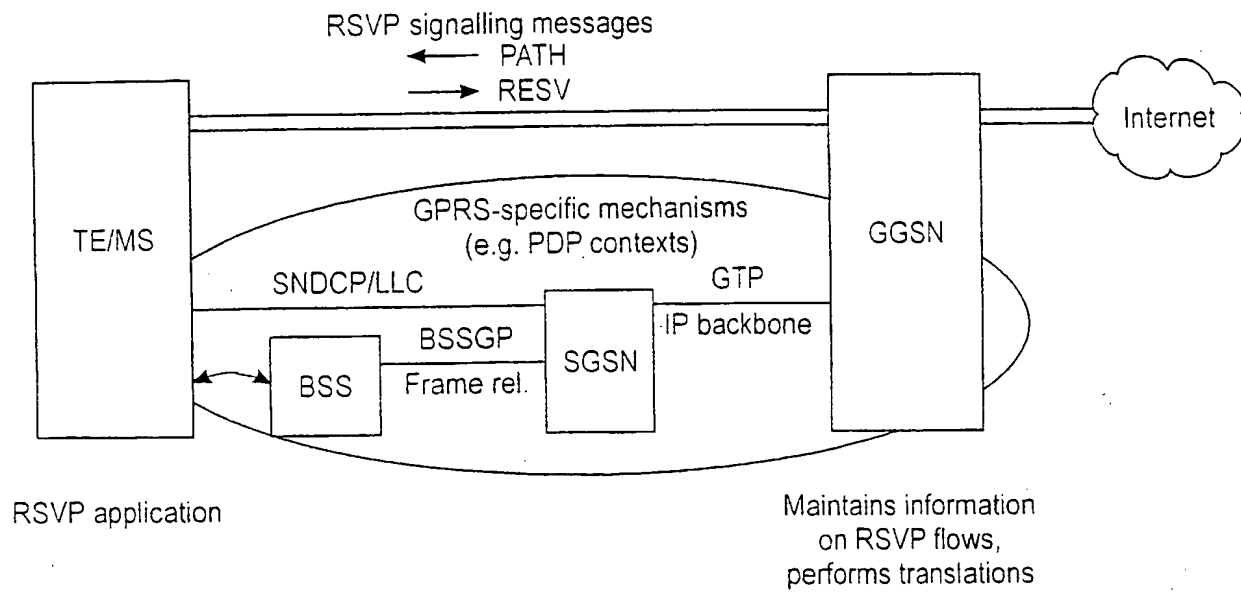 RSVP signalling messages
PATH
RESV
Internet
TE/MS
GPRS-specific mechanisms
(e.g. PDP contexts)
GGSN
SNDCP/LLC
GTP
IP backbone
BSSGP
SGSN
BSS
Frame rel.
RSVP application
Maintains information
on RSVP flows,
performs translations